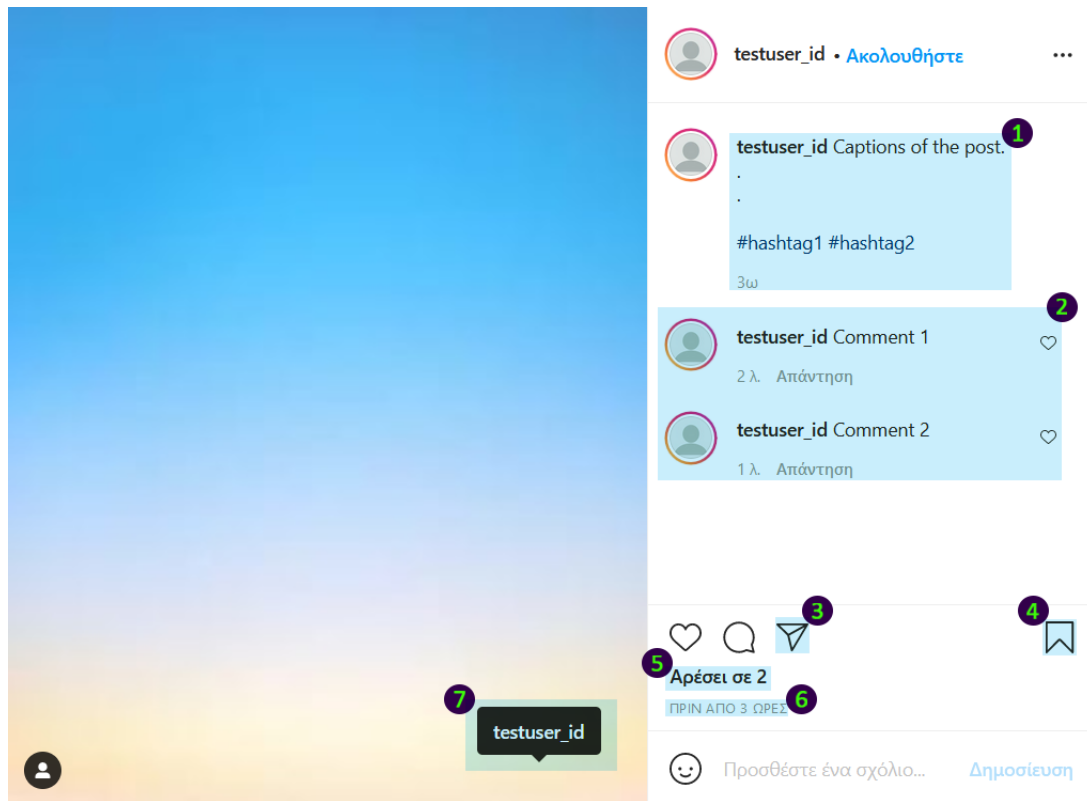 testuser_id • Ακολουθήστε
1
testuser_id Captions of the post.
.
.
#hashtag1 #hashtag2
3ω
2
testuser_id Comment 1
2 λ. Απάντηση
testuser_id Comment 2
1 λ. Απάντηση
3
4
5
Αρέσει σε 2
ΠΡΙΝ ΑΠΟ 3 ΩΡΕΣ 6
7
testuser_id
Προσθέστε ένα σχόλιο... Δημοσίευση